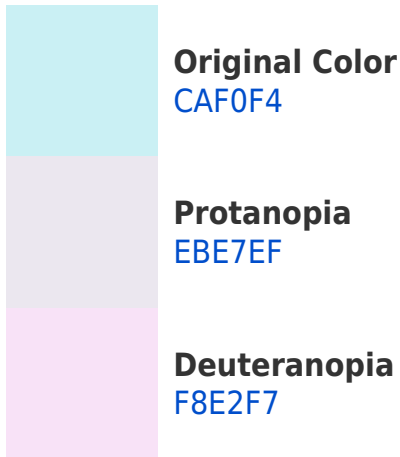 Original Color
CAF0F4
Protanopia
EBE7EF
Deuteranopia
F8E2F7